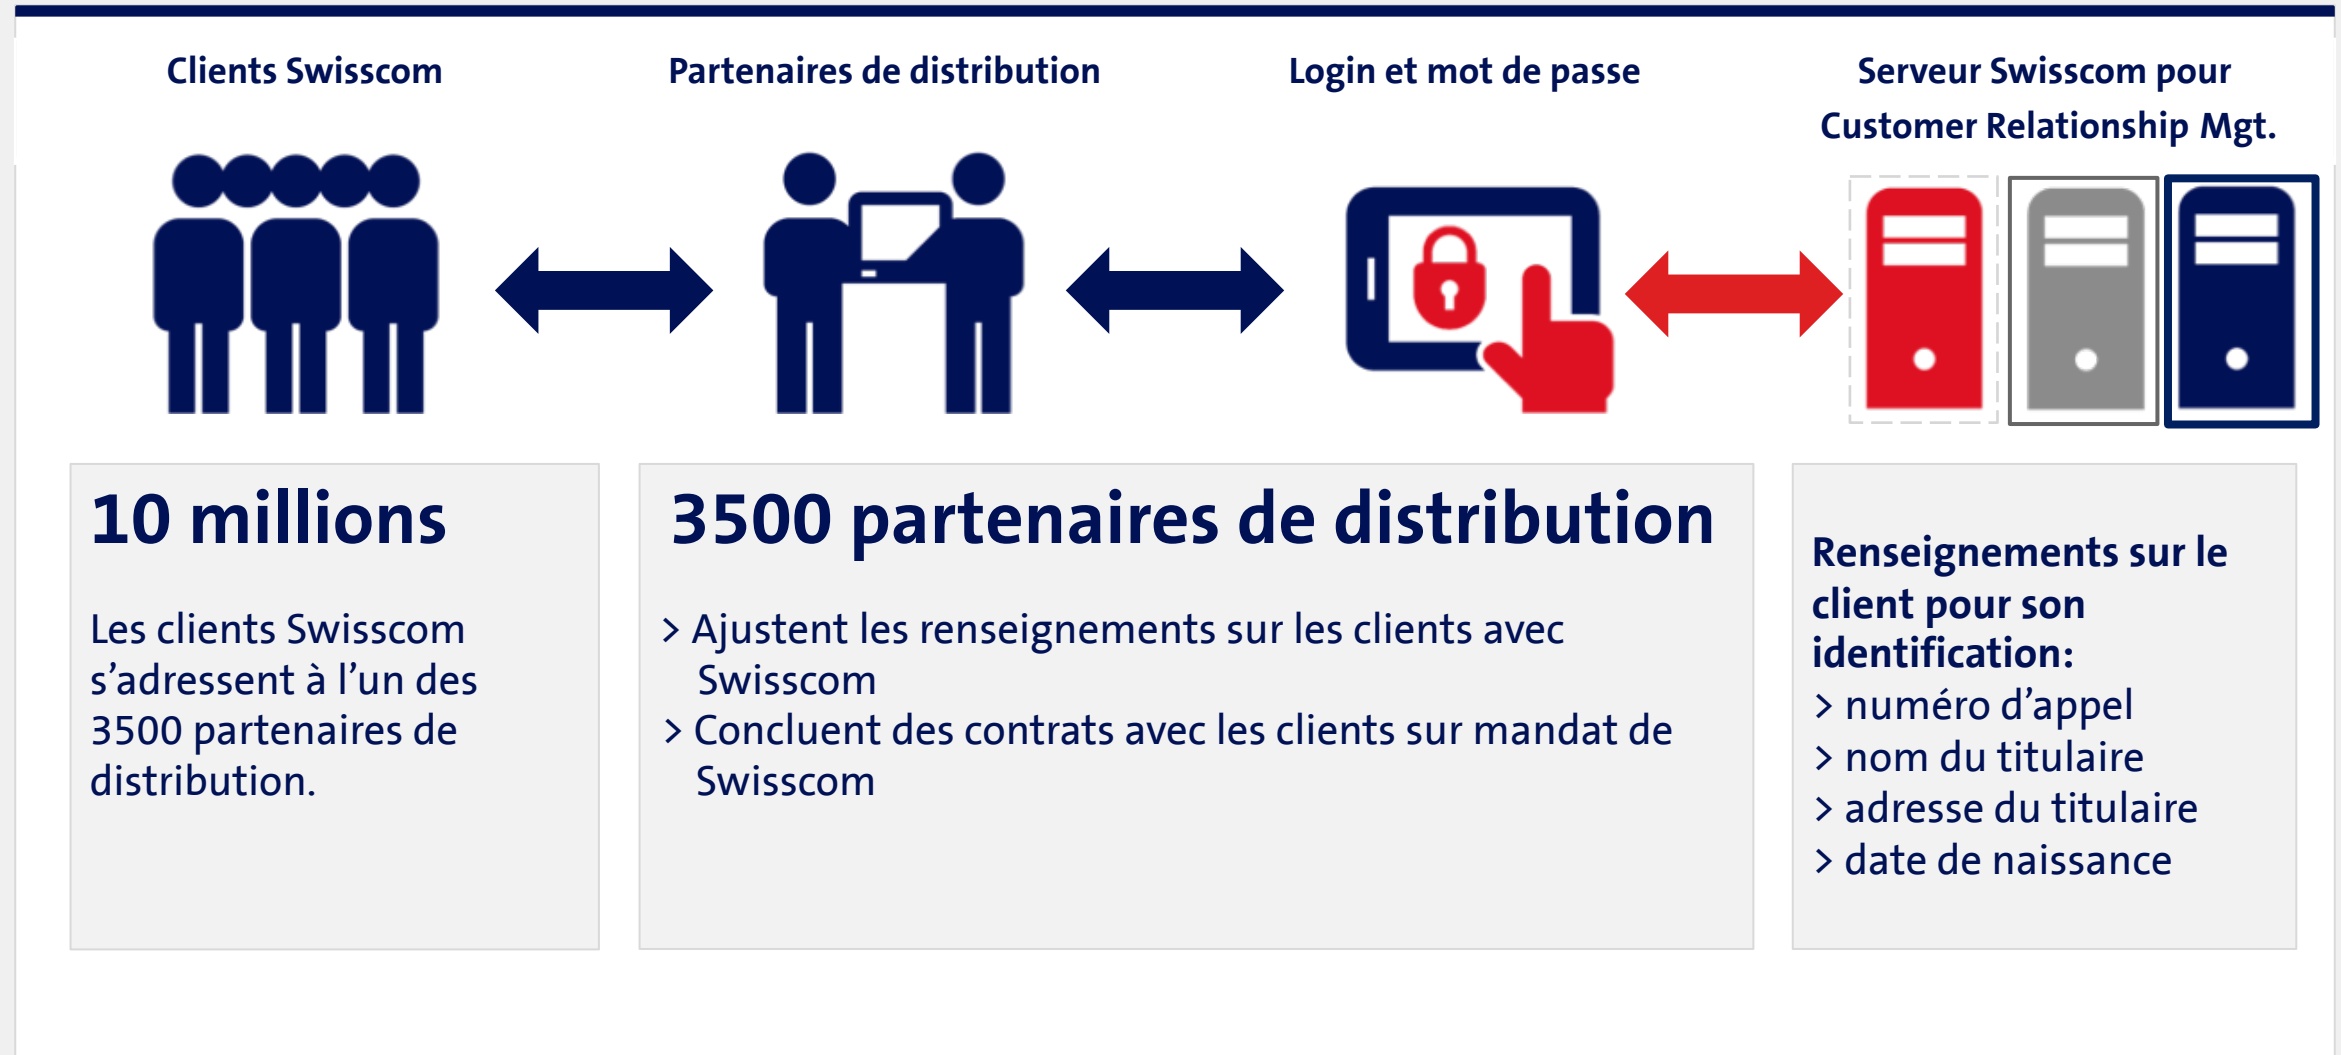 Clients Swisscom
Partenaires de distribution
Login et mot de passe
Serveur Swisscom pour
Customer Relationship Mgt.
10 millions
Les clients Swisscom
s’adressent à l’un des
3500 partenaires de
distribution.
3500 partenaires de distribution
> Ajustent les renseignements sur les clients avec
Swisscom
> Concluent des contrats avec les clients sur mandat de
Swisscom
Renseignements sur le
client pour son
identification:
> numéro d’appel
> nom du titulaire
> adresse du titulaire
> date de naissance